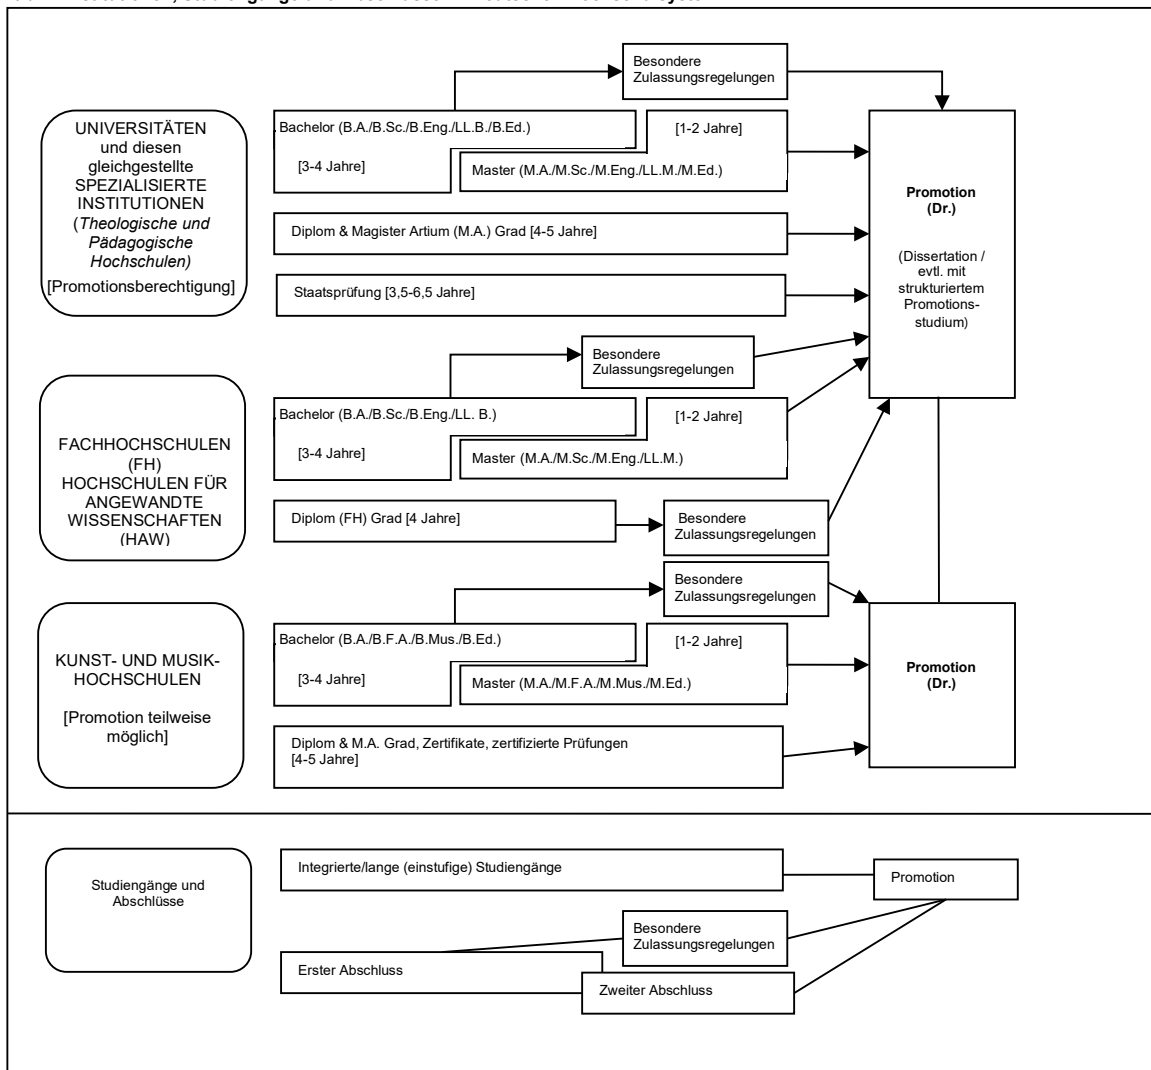 Besondere
Zulassungsregelungen
UNIVERSITÄTEN
und diesen
gleichgestellte
SPEZIALISIERTE
INSTITUTIONEN
(Theologische und
Pädagogische
Hochschulen)
[Promotionsberechtigung]
Bachelor (B.A./B.Sc./B.Eng./LL.B./B.Ed.)
[3-4 Jahre]
[1-2 Jahre]
Master (M.A./M.Sc./M.Eng./LL.M./M.Ed.)
Diplom & Magister Artium (M.A.) Grad [4-5 Jahre]
Staatsprüfung [3,5-6,5 Jahre]
Promotion
(Dr.)
(Dissertation /
evtl. mit
strukturiertem
Promotions-
studium)
Besondere
Zulassungsregelungen
FACHHOCHSCHULEN
(FH)
HOCHSCHULEN FÜR
ANGEWANDTE
WISSENSCHAFTEN
(HAW)
Bachelor (B.A./B.Sc./B.Eng./LL. B.)
[3-4 Jahre]
[1-2 Jahre]
Master (M.A./M.Sc./M.Eng./LL.M.)
Diplom (FH) Grad [4 Jahre]
Besondere
Zulassungsregelungen
Besondere
Zulassungsregelungen
KUNST- UND MUSIK-
HOCHSCHULEN
[Promotion teilweise
möglich]
Bachelor (B.A./B.F.A./B.Mus./B.Ed.)
[3-4 Jahre]
[1-2 Jahre]
Master (M.A./M.F.A./M.Mus./M.Ed.)
Diplom & M.A. Grad, Zertifikate, zertifizierte Prüfungen
[4-5 Jahre]
Promotion
(Dr.)
Studiengänge und
Abschlüsse
Integrierte/lange (einstufige) Studiengänge
Promotion
Besondere
Zulassungsregelungen
Erster Abschluss
Zweiter Abschluss